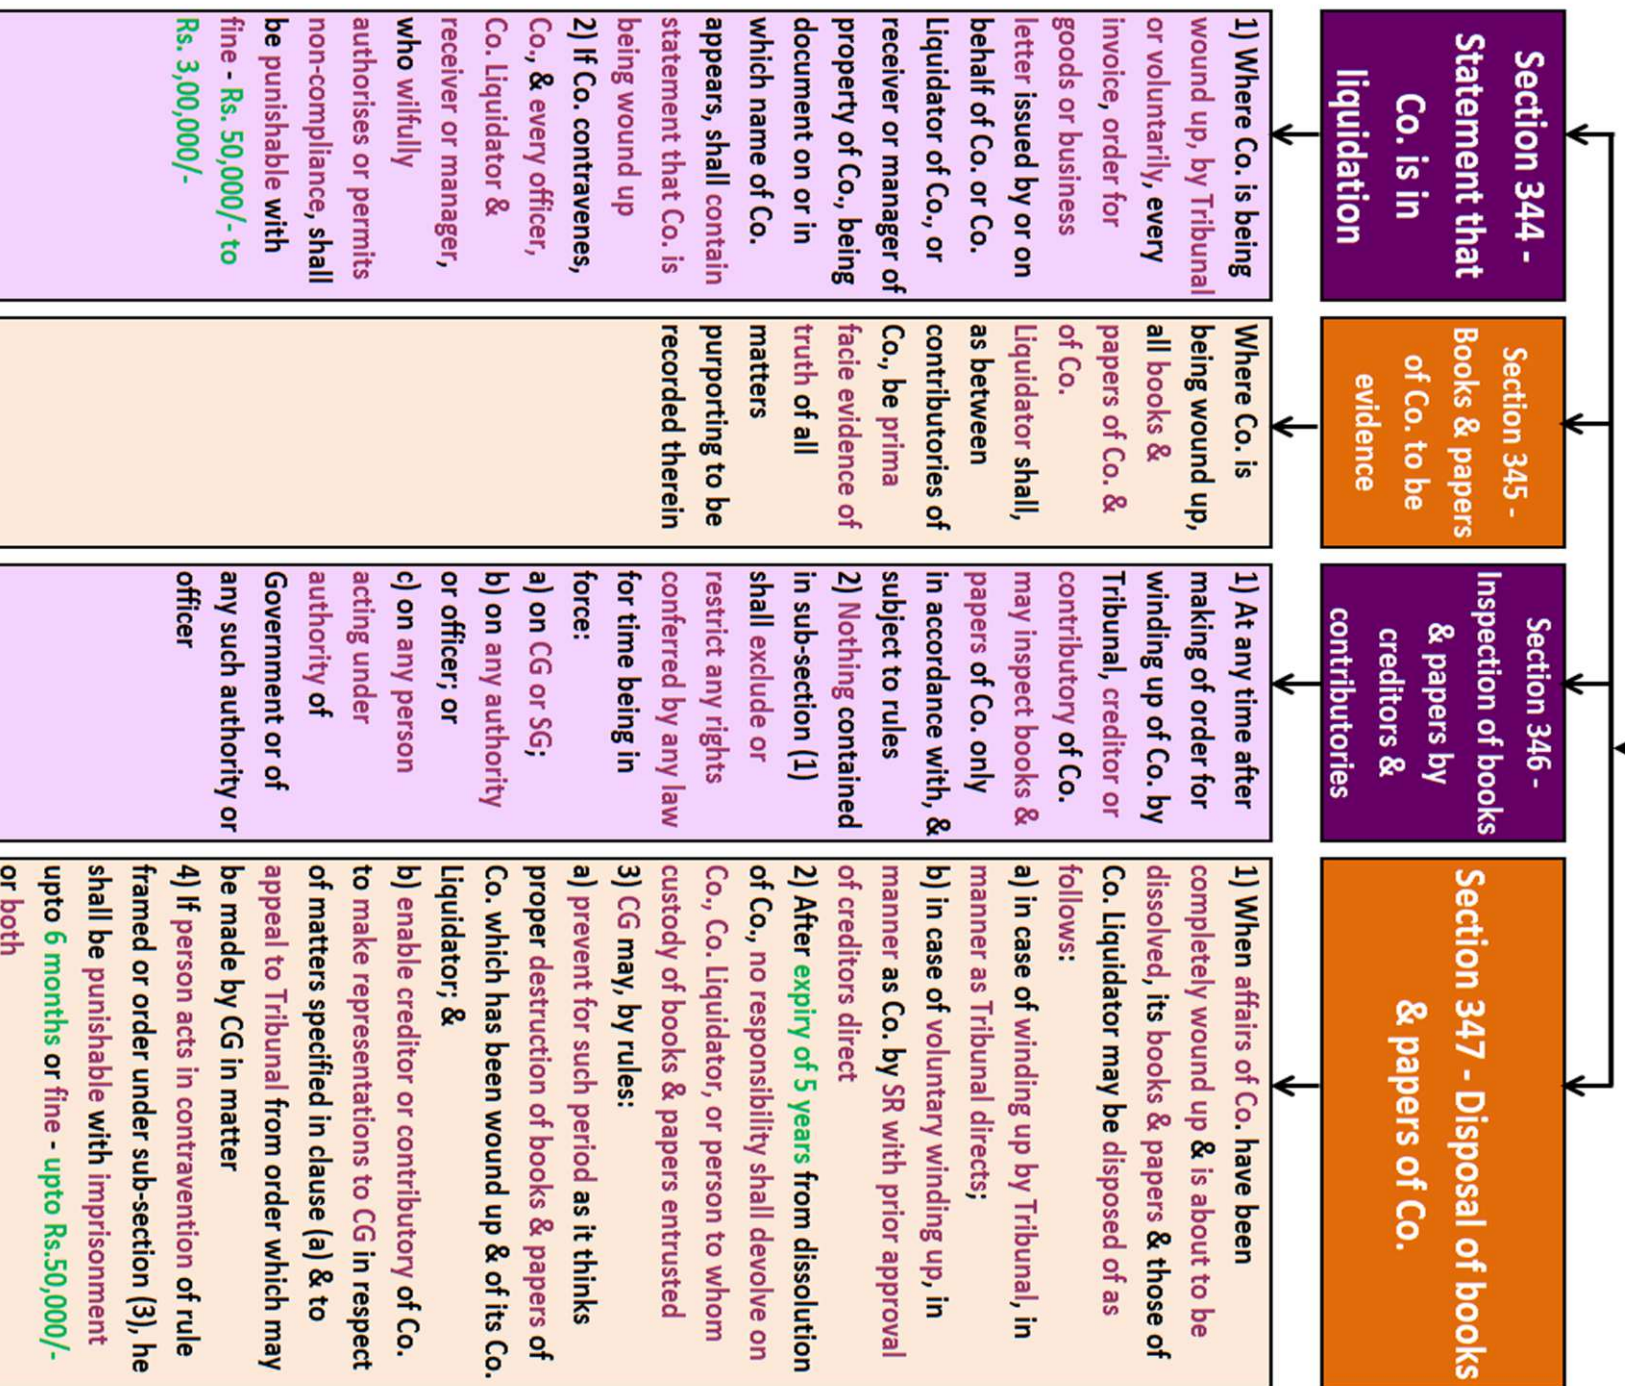 Section 344 -
Statement that
Co. is in
liquidation
1) Where Co. is being
wound up, by Tribunal
or voluntarily, every
invoice, order for
goods or business
letter issued by or on
behalf of Co. or Co.
Liquidator of Co., or
receiver or manager of
property of Co., being
document on or in
which name of Co.
appears, shall contain
statement that Co. is
being wound up
2) If Co. contravenes,
Co., & every officer,
Co. Liquidator &
receiver or manager,
who wilfully
authorises or permits
non-compliance, shall
be punishable with
fine - Rs. 50,000/- to
Rs. 3,00,000/-
Section 345 -
Books & papers
of Co. to be
evidence
Where Co. is
being wound up,
all books &
papers of Co. &
of Co.
Liquidator shall,
as between
contributories of
Co., be prima
facie evidence of
truth of all
matters
purporting to be
recorded therein
Section 346 -
Inspection of books
& papers by
creditors &
contributories
1) At any time after
making of order for
winding up of Co. by
Tribunal, creditor or
contributory of Co.
may inspect books &
papers of Co. only
in accordance with, &
subject to rules
2) Nothing contained
in sub-section (1)
shall exclude or
restrict any rights
conferred by any law
for time being in
force:
a) on CG or SG;
b) on any authority
or officer; or
c) on any person
acting under
authority of
Government or of
any such authority or
officer
Section 347 - Disposal of books
& papers of Co.
1) When affairs of Co. have been
completely wound up & is about to be
dissolved, its books & papers & those of
Co. Liquidator may be disposed of as
follows:
a) in case of winding up by Tribunal, in
manner as Tribunal directs;
b) in case of voluntary winding up, in
manner as Co. by SR with prior approval
of creditors direct
2) After expiry of 5 years from dissolution
of Co., no responsibility shall devolve on
Co., Co. Liquidator, or person to whom
custody of books & papers entrusted
3) CG may, by rules:
a) prevent for such period as it thinks
proper destruction of books & papers of
Co. which has been wound up & of its Co.
Liquidator; &
b) enable creditor or contributory of Co.
to make representations to CG in respect
of matters specified in clause (a) & to
appeal to Tribunal from order which may
be made by CG in matter
4) If person acts in contravention of rule
framed or order under sub-section (3), he
shall be punishable with imprisonment
upto 6 months or fine - upto Rs.50,000/-
or both